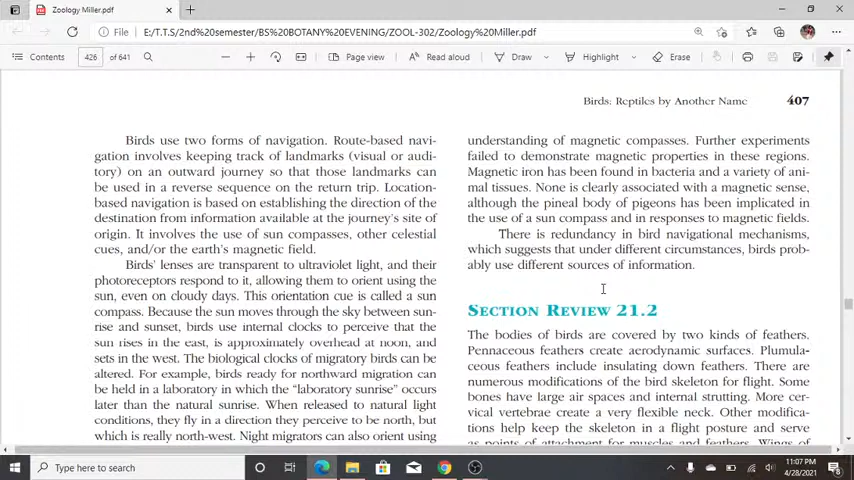 Zoology Miller.pdf
File
E:/T.T.S/2nd%20semester/BS%20BOTANY%20EVENING/ZOOL-302/Zoology%20Miller.pdf
Contents
426
of 641
Page view
Read aloud
Draw
Highlight
Erase
Birds: Reptiles by Another Name 407
Birds use two forms of navigation. Route-based navi-
gation involves keeping track of landmarks (visual or audi-
tory) on an outward journey so that those landmarks can
be used in a reverse sequence on the return trip. Location-
based navigation is based on establishing the direction of the
destination from information available at the journey's site of
origin. It involves the use of sun compasses, other celestial
cues, and/or the earth's magnetic field.
Birds' lenses are transparent to ultraviolet light, and their
photoreceptors respond to it, allowing them to orient using the
sun, even on cloudy days. This orientation cue is called a sun
compass. Because the sun moves through the sky between sun-
rise and sunset, birds use internal clocks to perceive that the
sun rises in the east, is approximately overhead at noon, and
sets in the west. The biological clocks of migratory birds can be
altered. For example, birds ready for northward migration can
be held in a laboratory in which the “laboratory sunrise” occurs
later than the natural sunrise. When released to natural light
conditions, they fly in a direction they perceive to be north, but
which is really north-west. Night migrators can also orient using
understanding of magnetic compasses. Further experiments
failed to demonstrate magnetic properties in these regions.
Magnetic iron has been found in bacteria and a variety of ani-
mal tissues. None is clearly associated with a magnetic sense,
although the pineal body of pigeons has been implicated in
the use of a sun compass and in responses to magnetic fields.
There is redundancy in bird navigational mechanisms,
which suggests that under different circumstances, birds prob-
ably use different sources of information.
SECTION REVIEW 21.2
The bodies of birds are covered by two kinds of feathers.
Pennaceous feathers create aerodynamic surfaces. Plumula-
ceous feathers include insulating down feathers. There are
numerous modifications of the bird skeleton for flight. Some
bones have large air spaces and internal strutting. More cer-
vical vertebrae create a very flexible neck. Other modifica-
tions help keep the skeleton in a flight posture and serve
as points of attachment for muscles and feathers. Wings of
Type here to search
11:07 PM
4/28/2021